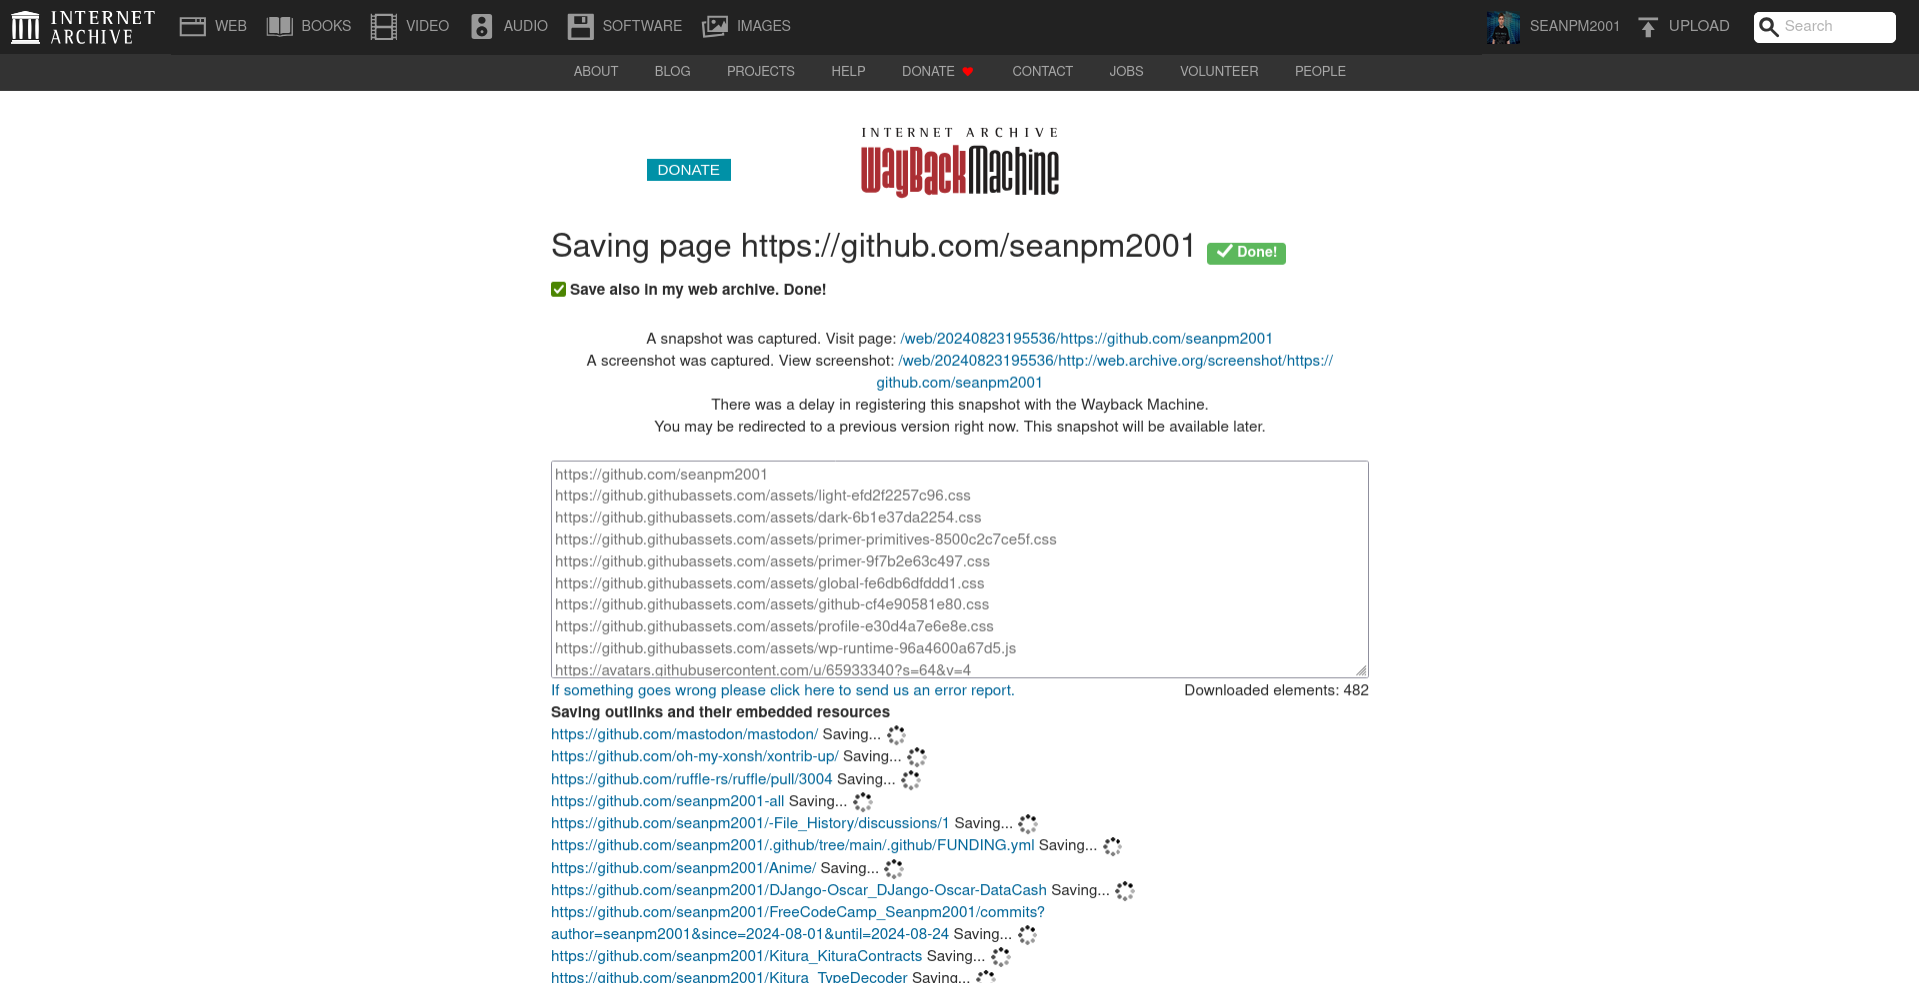 INTERNET ARCHIVE
WEB BOOKS VIDEO AUDIO SOFTWARE IMAGES SEANPM2001 UPLOAD Search
ABOUT BLOG PROJECTS HELP DONATE CONTACT JOBS VOLUNTEER PEOPLE
INTERNET ARCHIVE
WayBackMachine
DONATE
Saving page https://github.com/seanpm2001 Done!
Save also in my web archive. Done!
A snapshot was captured. Visit page: /web/20240823195536/https://github.com/seanpm2001
A screenshot was captured. View screenshot: /web/20240823195536/http://web.archive.org/screenshot/https://
github.com/seanpm2001
There was a delay in registering this snapshot with the Wayback Machine.
You may be redirected to a previous version right now. This snapshot will be available later.
https://github.com/seanpm2001
https://github.githubassets.com/assets/light-efd2f2257c96.css
https://github.githubassets.com/assets/dark-6b1e37da2254.css
https://github.githubassets.com/assets/primer-primitives-8500c2c7ce5f.css
https://github.githubassets.com/assets/primer-9f7b2e63c497.css
https://github.githubassets.com/assets/global-fe6db6dfddd1.css
https://github.githubassets.com/assets/github-cf4e90581e80.css
https://github.githubassets.com/assets/profile-e30d4a7e6e8e.css
https://github.githubassets.com/assets/wp-runtime-96a4600a67d5.js
https://avatars.githubusercontent.com/u/65933340?s=64&v=4
If something goes wrong please click here to send us an error report. Downloaded elements: 482
Saving outlinks and their embedded resources
https://github.com/mastodon/mastodon/ Saving...
https://github.com/oh-my-xonsh/xontrib-up/ Saving...
https://github.com/ruffle-rs/ruffle/pull/3004 Saving...
https://github.com/seanpm2001-all Saving...
https://github.com/seanpm2001/-File_History/discussions/1 Saving...
https://github.com/seanpm2001/.github/tree/main/.github/FUNDING.yml Saving...
https://github.com/seanpm2001/Anime/ Saving...
https://github.com/seanpm2001/DJango-Oscar_DJango-Oscar-DataCash Saving...
https://github.com/seanpm2001/FreeCodeCamp_Seanpm2001/commits?
author=seanpm2001&since=2024-08-01&until=2024-08-24 Saving...
https://github.com/seanpm2001/Kitura_KituraContracts Saving...
https://github.com/seanpm2001/Kitura_TypeDecoder Saving...